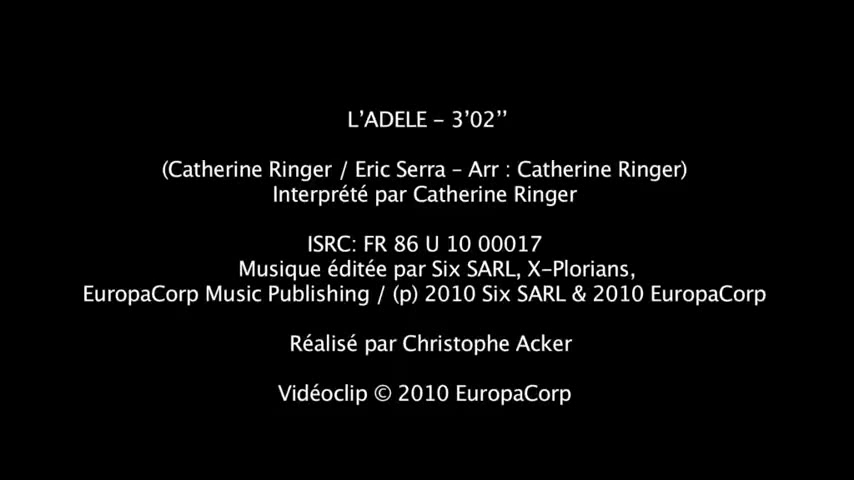 L’ADELE – 3’02’’
(Catherine Ringer / Eric Serra – Arr : Catherine Ringer)
Interprété par Catherine Ringer
ISRC: FR 86 U 10 00017
Musique éditée par Six SARL, X–Plorians,
EuropaCorp Music Publishing / (p) 2010 Six SARL & 2010 EuropaCorp
Réalisé par Christophe Acker
Vidéoclip © 2010 EuropaCorp